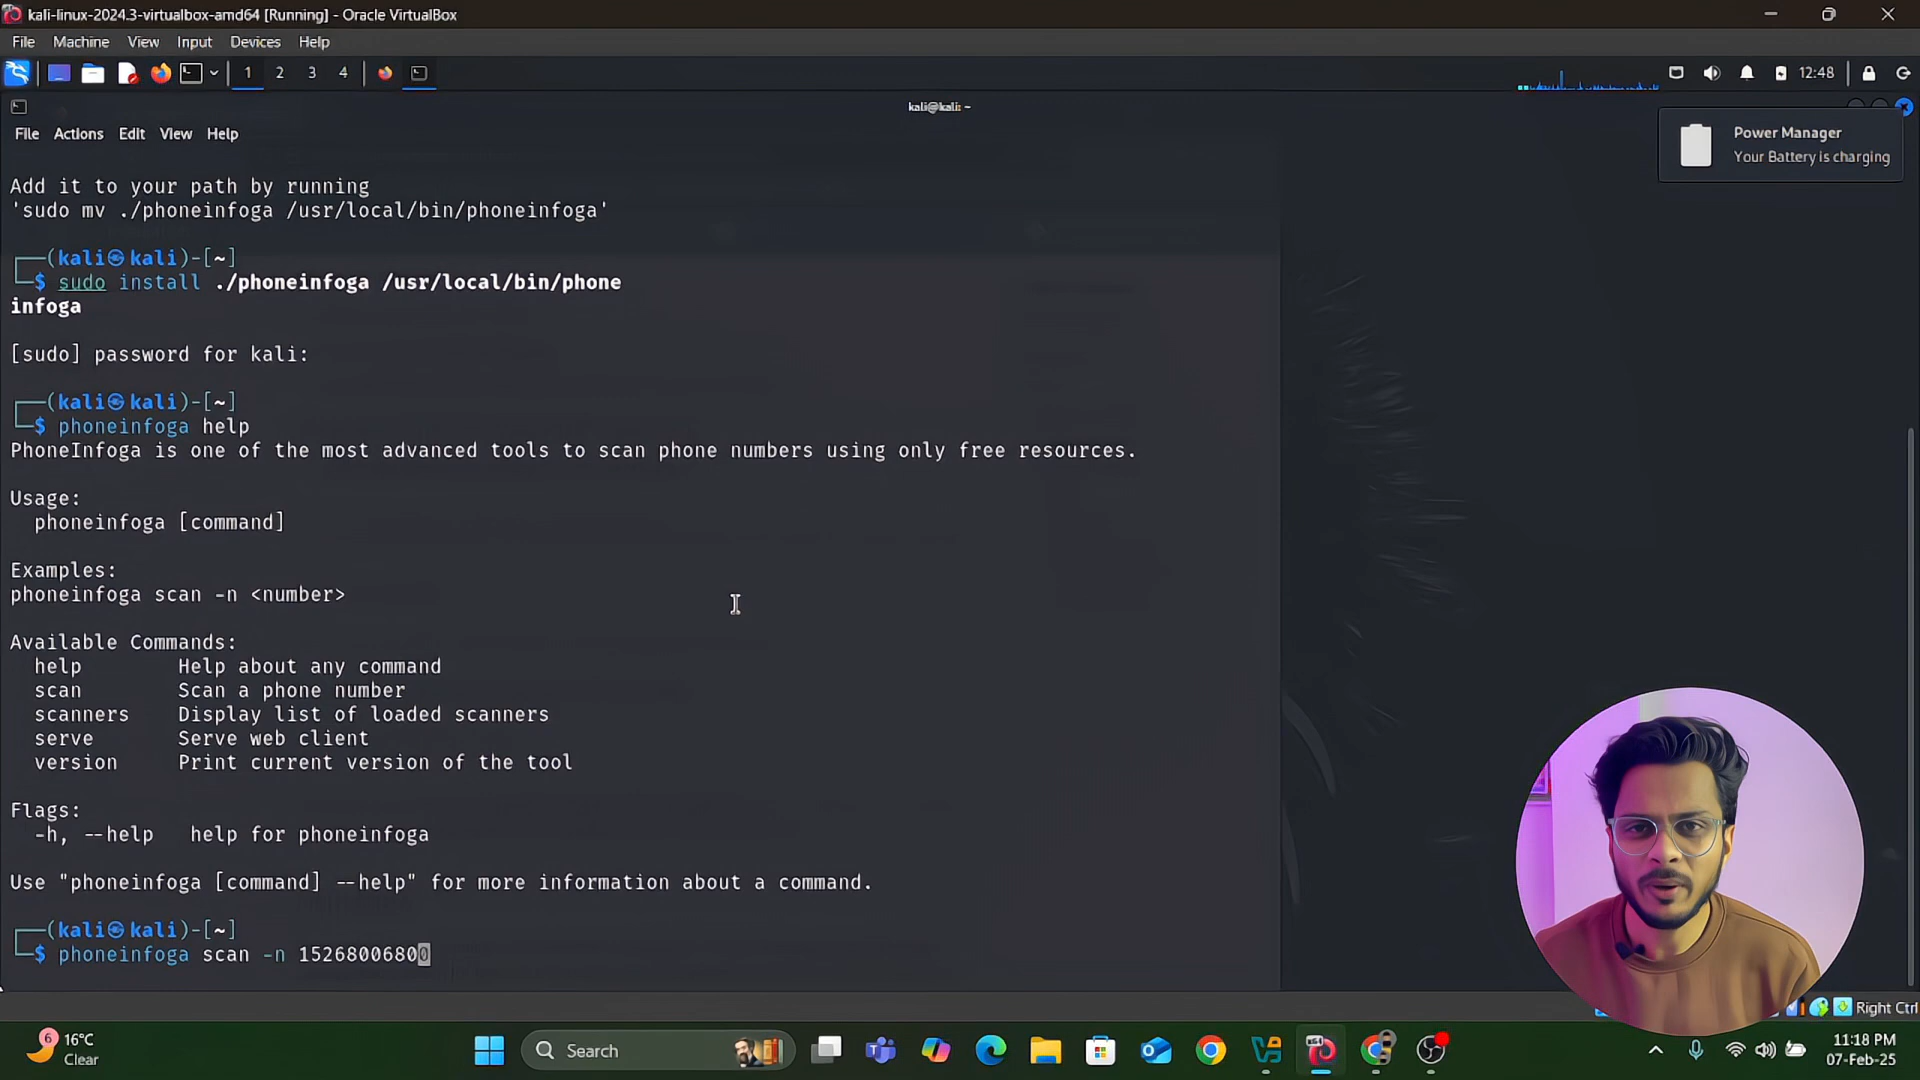 kali-linux-2024.3-virtualbox-amd64 [Running] - Oracle VirtualBox
File Machine View Input Devices Help
1 2 3 4 12:48
kali@kali: ~
File Actions Edit View Help
Power Manager
Your Battery is charging
Add it to your path by running
'sudo mv ./phoneinfoga /usr/local/bin/phoneinfoga'
(kali㉿kali)-[~]
$ sudo install ./phoneinfoga /usr/local/bin/phone
infoga
[sudo] password for kali:
(kali㉿kali)-[~]
$ phoneinfoga help
PhoneInfoga is one of the most advanced tools to scan phone numbers using only free resources.
Usage:
phoneinfoga [command]
Examples:
phoneinfoga scan -n <number>
Available Commands:
help Help about any command
scan Scan a phone number
scanners Display list of loaded scanners
serve Serve web client
version Print current version of the tool
Flags:
-h, --help help for phoneinfoga
Use "phoneinfoga [command] --help" for more information about a command.
(kali㉿kali)-[~]
$ phoneinfoga scan -n 15268006800
Right Ctrl
6
16°C
Clear
Search
11:18 PM
07-Feb-25